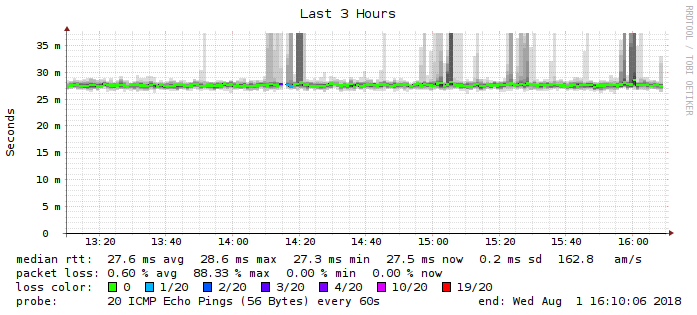 Last 3 Hours
RRDTOOL / TOBI OETIKER
Seconds
35 m
30 m
25 m
20 m
15 m
10 m
5 m
0
13:20 13:40 14:00 14:20 14:40 15:00 15:20 15:40 16:00
median rtt: 27.6 ms avg 28.6 ms max 27.3 ms min 27.5 ms now 0.2 ms sd 162.8 am/s
packet loss: 0.60 % avg 88.33 % max 0.00 % min 0.00 % now
loss color: 0 1/20 2/20 3/20 4/20 10/20 19/20
probe: 20 ICMP Echo Pings (56 Bytes) every 60s end: Wed Aug 1 16:10:06 2018